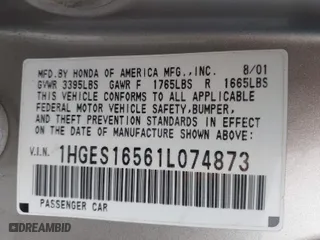 MFD.BY HONDA OF AMERICA MFG.,INC. 8/01
GVWR 3395LBS GAWR F 1765LBS R 1665LBS
THIS VEHICLE CONFORMS TO ALL APPLICABLE
FEDERAL MOTOR VEHICLE SAFETY,BUMPER,
AND THEFT PREVENTION STANDARDS IN
EFFECT ON THE DATE OF MANUFACTURE
SHOWN ABOVE.
V.I.N. 1HGES16561L074873
PASSENGER CAR
DREAMBID